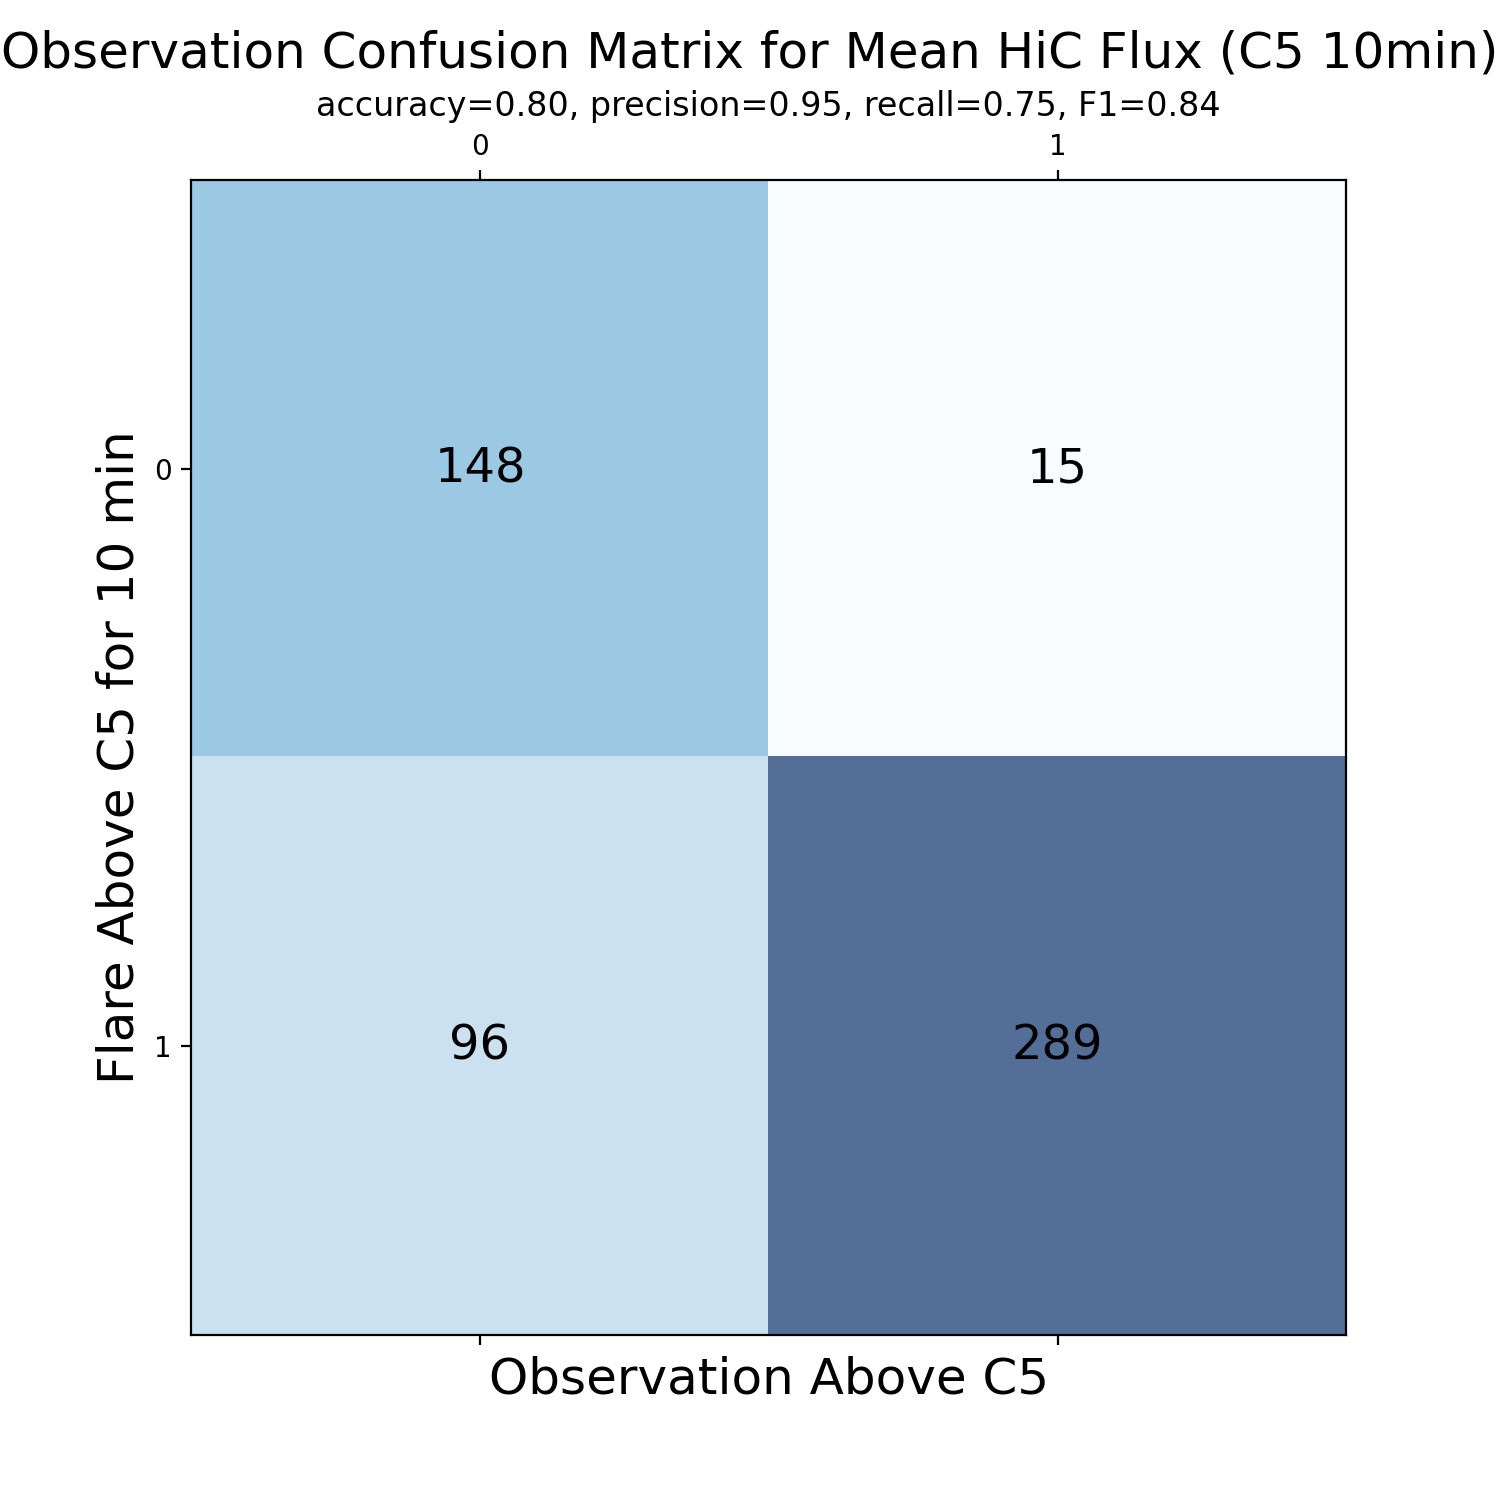 Observation Confusion Matrix for Mean HiC Flux (C5 10min)
accuracy=0.80, precision=0.95, recall=0.75, F1=0.84
0 1
Flare Above C5 for 10 min
0
148 15
1
96 289
Observation Above C5